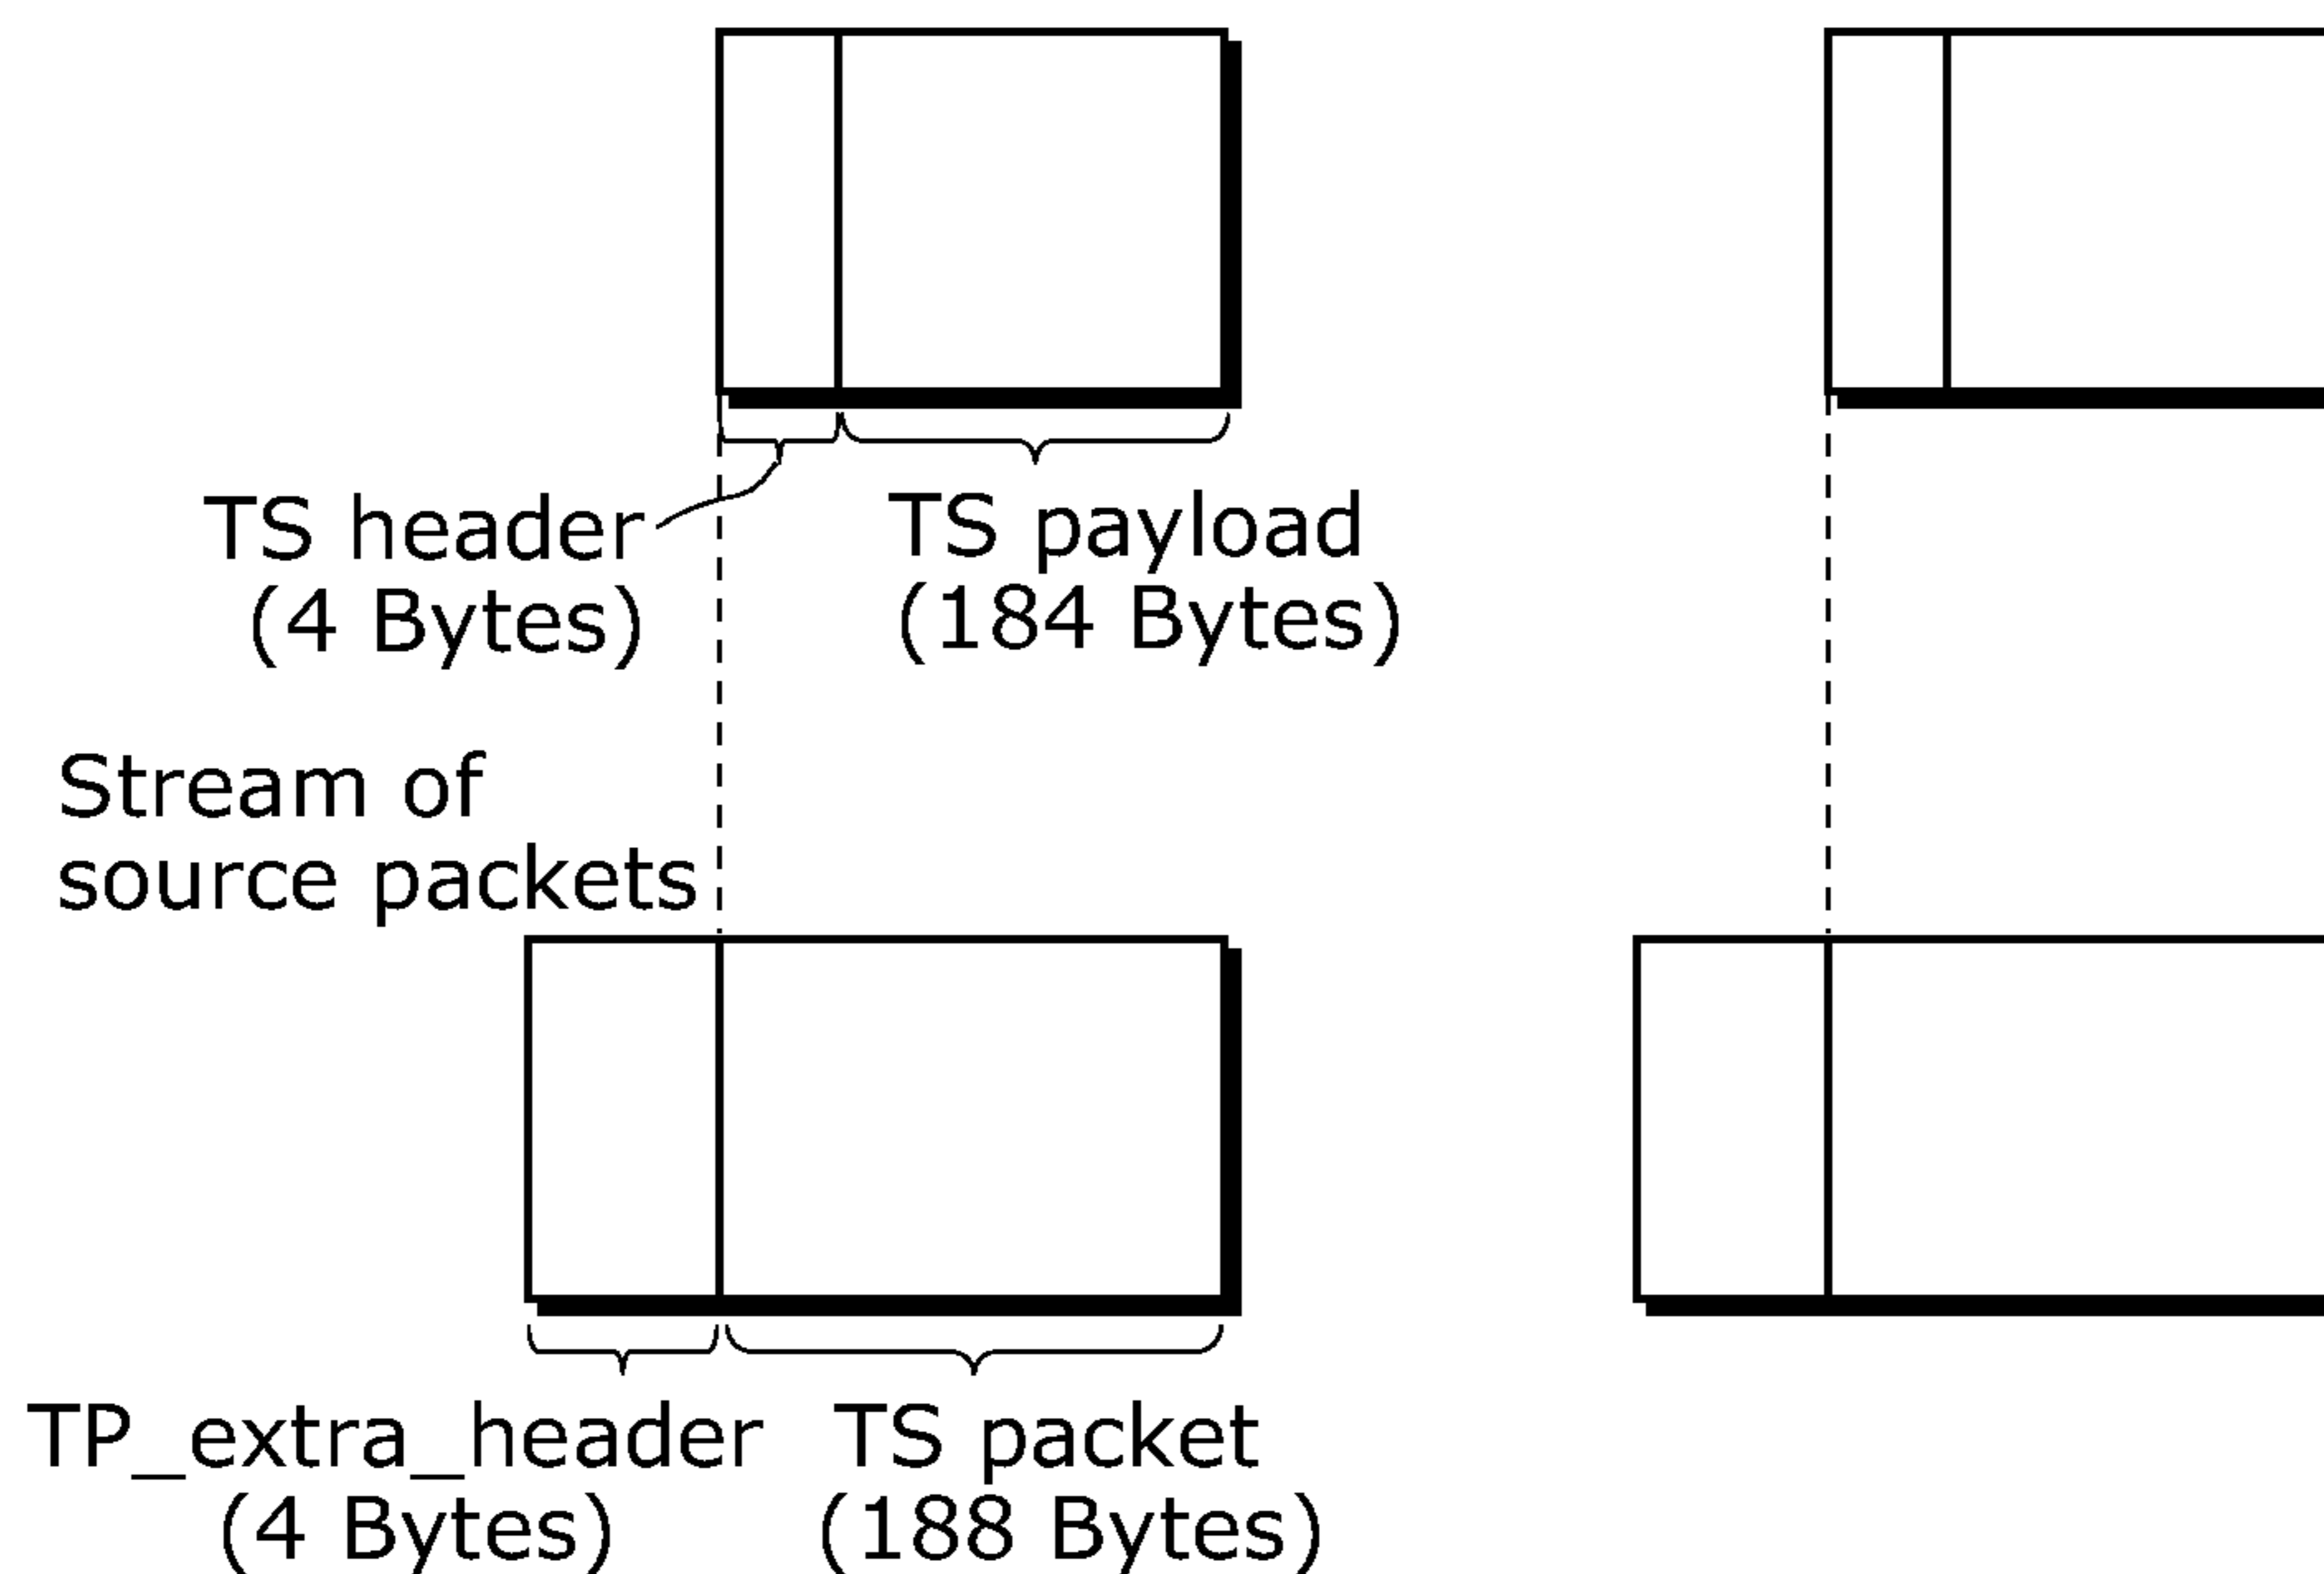 TS header
(4 Bytes)
TS payload
(184 Bytes)
Stream of
source packets
TP_extra_header
(4 Bytes)
TS packet
(188 Bytes)